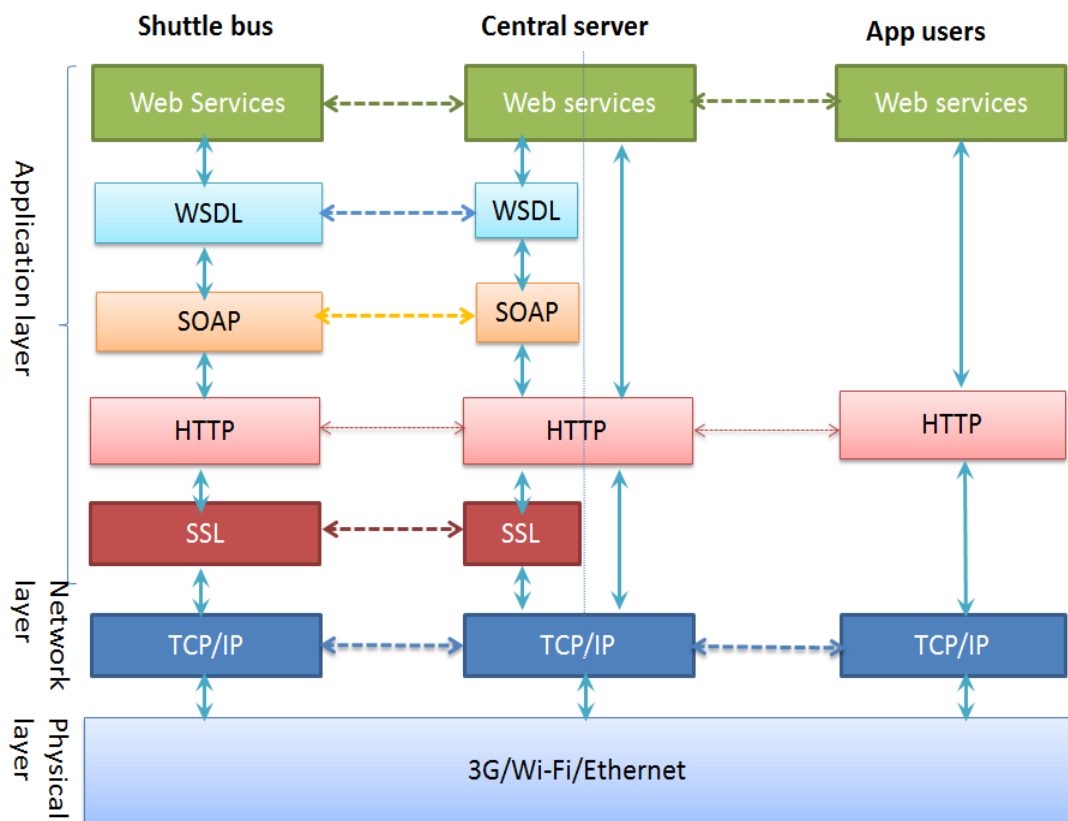 Shuttle bus
Central server
App users
Web Services
Web services
Web services
WSDL
WSDL
SOAP
SOAP
HTTP
HTTP
HTTP
SSL
SSL
TCP/IP
TCP/IP
TCP/IP
3G/Wi-Fi/Ethernet
Application layer
Network
layer
Physical
layer